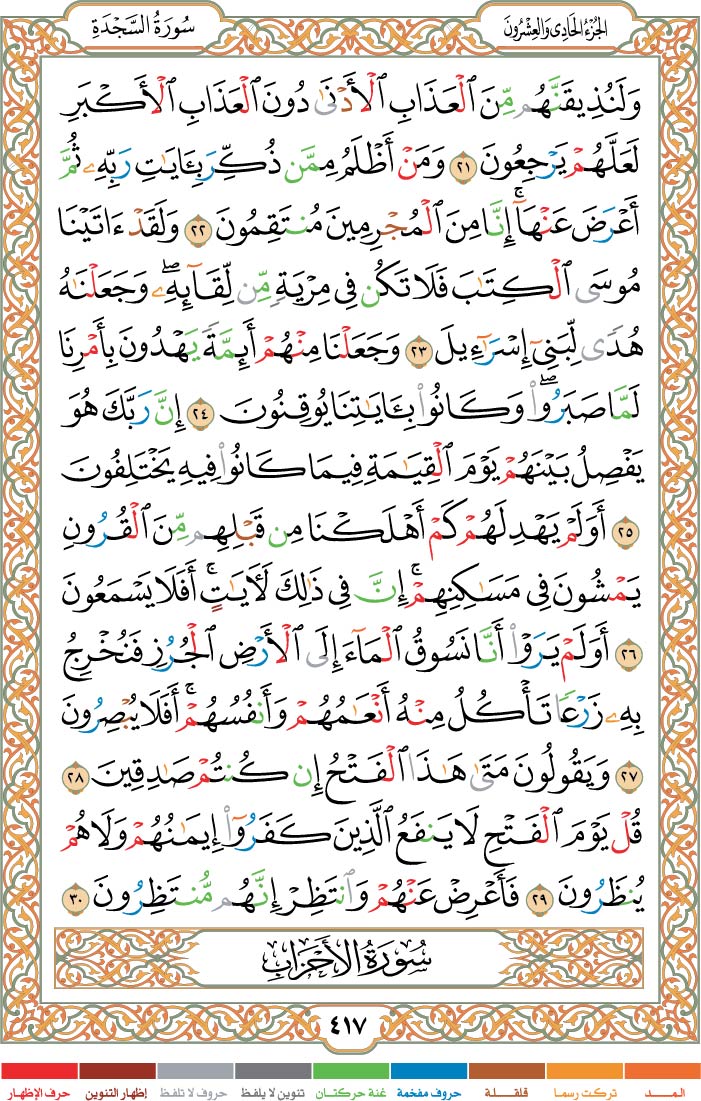 سُورَةُ السَّجْدَةِ
الجُزْءُ الحَادِي وَالعِشْرُونَ
وَلَنُذِيقَنَّهُم مِّنَ ٱلْعَذَابِ ٱلْأَدْنَىٰ دُونَ ٱلْعَذَابِ ٱلْأَكْبَرِ
لَعَلَّهُمْ يَرْجِعُونَ ٢١ وَمَنْ أَظْلَمُ مِمَّن ذُكِّرَ بِـَٔايَٰتِ رَبِّهِۦ ثُمَّ
أَعْرَضَ عَنْهَآ ۚ إِنَّا مِنَ ٱلْمُجْرِمِينَ مُنتَقِمُونَ ٢٢ وَلَقَدْ ءَاتَيْنَا
مُوسَى ٱلْكِتَٰبَ فَلَا تَكُن فِى مِرْيَةٍ مِّن لِّقَآئِهِۦ ۖ وَجَعَلْنَٰهُ
هُدًى لِّبَنِىٓ إِسْرَٰٓءِيلَ ٢٣ وَجَعَلْنَا مِنْهُمْ أَئِمَّةً يَهْدُونَ بِأَمْرِنَا
لَمَّا صَبَرُوا۟ ۖ وَكَانُوا۟ بِـَٔايَٰتِنَا يُوقِنُونَ ٢٤ إِنَّ رَبَّكَ هُوَ
يَفْصِلُ بَيْنَهُمْ يَوْمَ ٱلْقِيَٰمَةِ فِيمَا كَانُوا۟ فِيهِ يَخْتَلِفُونَ
٢٥ أَوَلَمْ يَهْدِ لَهُمْ كَمْ أَهْلَكْنَا مِن قَبْلِهِم مِّنَ ٱلْقُرُونِ
يَمْشُونَ فِى مَسَٰكِنِهِمْ ۚ إِنَّ فِى ذَٰلِكَ لَـَٔايَٰتٍ ۖ أَفَلَا يَسْمَعُونَ
٢٦ أَوَلَمْ يَرَوْا۟ أَنَّا نَسُوقُ ٱلْمَآءَ إِلَى ٱلْأَرْضِ ٱلْجُرُزِ فَنُخْرِجُ
بِهِۦ زَرْعًا تَأْكُلُ مِنْهُ أَنْعَٰمُهُمْ وَأَنفُسُهُمْ ۖ أَفَلَا يُبْصِرُونَ
٢٧ وَيَقُولُونَ مَتَىٰ هَٰذَا ٱلْفَتْحُ إِن كُنتُمْ صَٰدِقِينَ ٢٨
قُلْ يَوْمَ ٱلْفَتْحِ لَا يَنفَعُ ٱلَّذِينَ كَفَرُوٓا۟ إِيمَٰنُهُمْ وَلَا هُمْ
يُنظَرُونَ ٢٩ فَأَعْرِضْ عَنْهُمْ وَٱنتَظِرْ إِنَّهُم مُّنتَظِرُونَ ٣٠
سُورَةُ الأَحْزَابِ
٤١٧
المــــد تركت رسما قلقـــلة حروف مفخمة غنة حركتان تنوين لا يلفظ حروف لا تلفظ إظهار التنوين حرف الإظهار